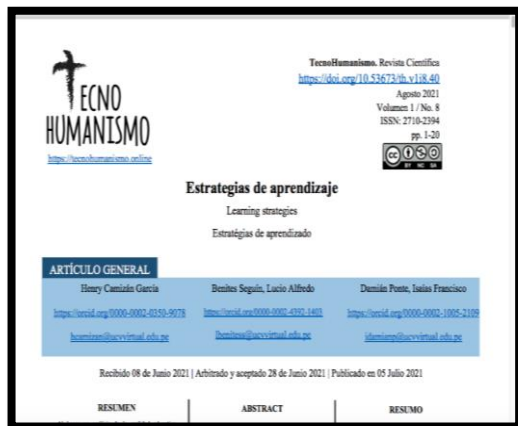 TECNO
HUMANISMO
https://tecnohumanismo.online
TecnoHumanismo. Revista Científica
https://doi.org/10.53673/th.v1i8.40
Agosto 2021
Volumen 1 / No. 8
ISSN: 2710-2394
pp. 1-20
CC BY NC SA
Estrategias de aprendizaje
Learning strategies
Estratégias de aprendizado
ARTÍCULO GENERAL
Henry Camizán García
https://orcid.org/0000-0002-0350-9078
hcamizan@ucvvirtual.edu.pe
Benites Seguín, Lucio Alfredo
https://orcid.org/0000-0002-4392-1403
lbenitess@ucvvirtual.edu.pe
Damián Ponte, Isaías Francisco
https://orcid.org/0000-0002-1005-2109
idamianp@ucvvirtual.edu.pe
Recibido 08 de Junio 2021 | Arbitrado y aceptado 28 de Junio 2021 | Publicado en 05 Julio 2021
RESUMEN
ABSTRACT
RESUMO